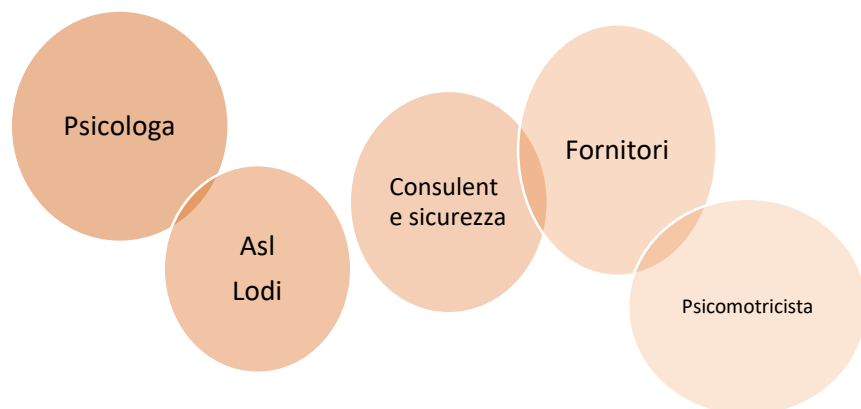 Psicologa
Asl
Lodi
Consulent
e sicurezza
Fornitori
Psicomotricista